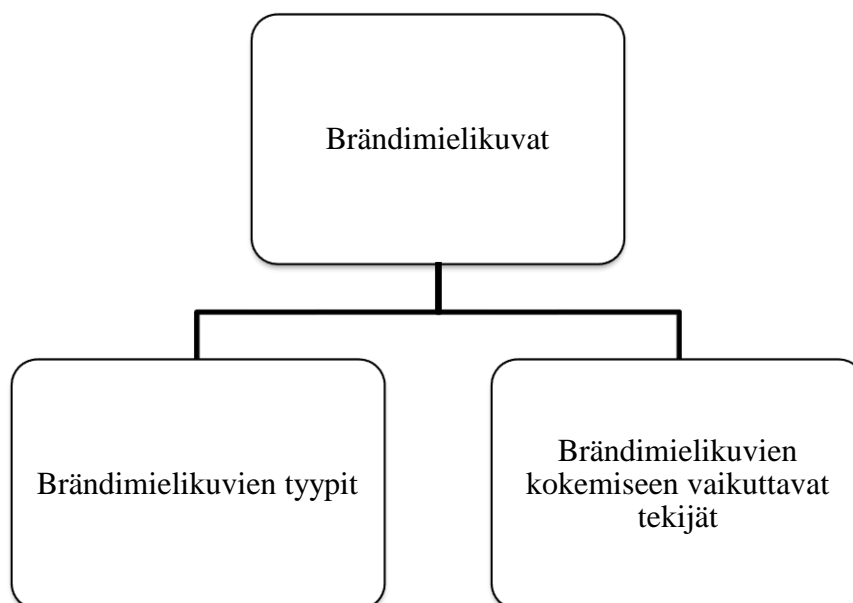 Brändimielikuvat
Brändimielikuvien tyypit
Brändimielikuvien
kokemiseen vaikuttavat
tekijät